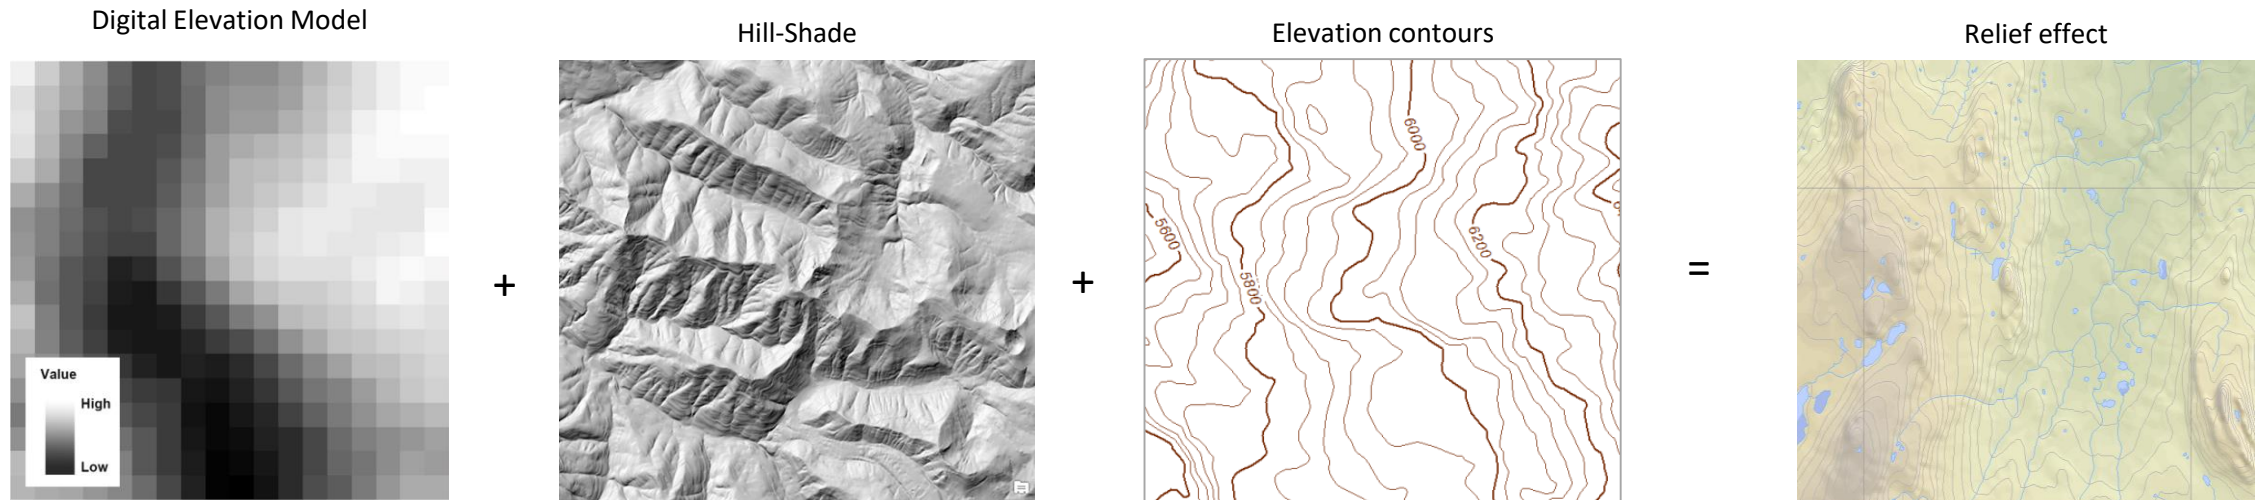 Digital Elevation Model
Hill-Shade
Elevation contours
Relief effect
Value
High
Low
+
+
=
6000
5600
6200
5800